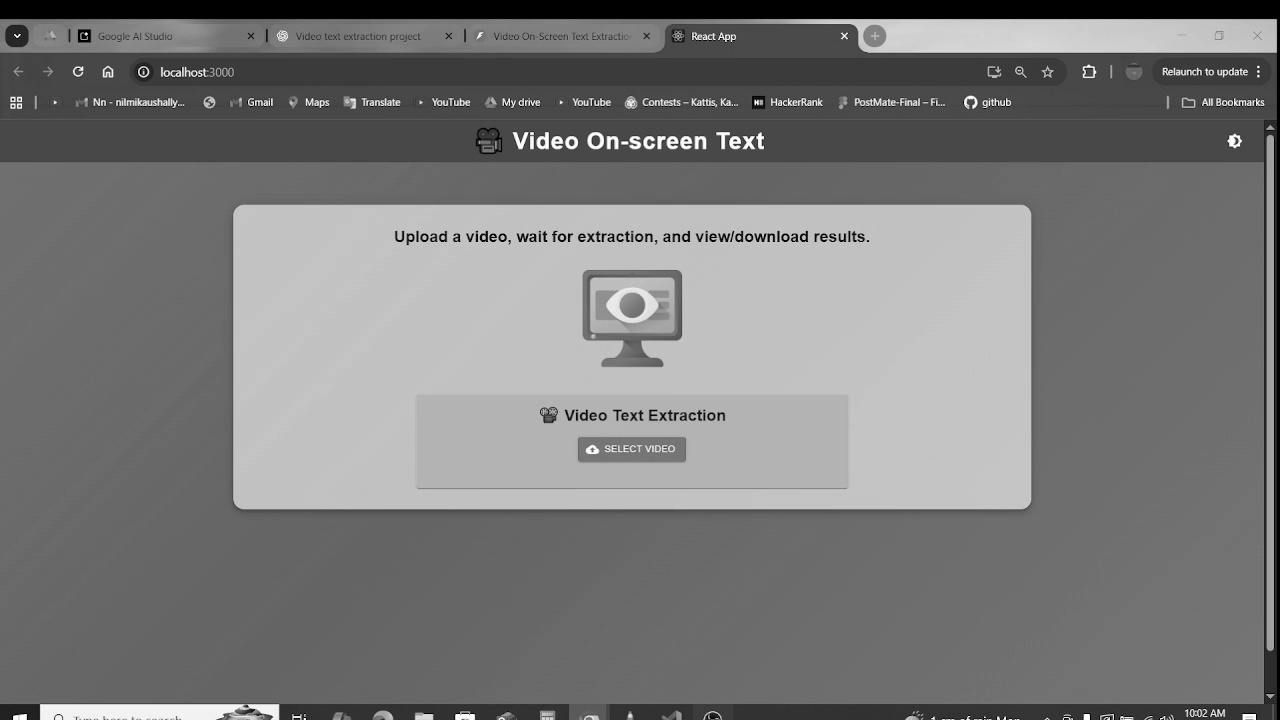 Google AI Studio
Video text extraction project
Video On-Screen Text Extraction
React App
localhost:3000
Relaunch to update
Nn - nilmikaushally...
Gmail
Maps
Translate
YouTube
My drive
YouTube
Contests – Kattis, Ka...
HackerRank
PostMate-Final – Fi...
github
All Bookmarks
Video On-screen Text
Upload a video, wait for extraction, and view/download results.
Video Text Extraction
SELECT VIDEO
Type here to search
10:02 AM